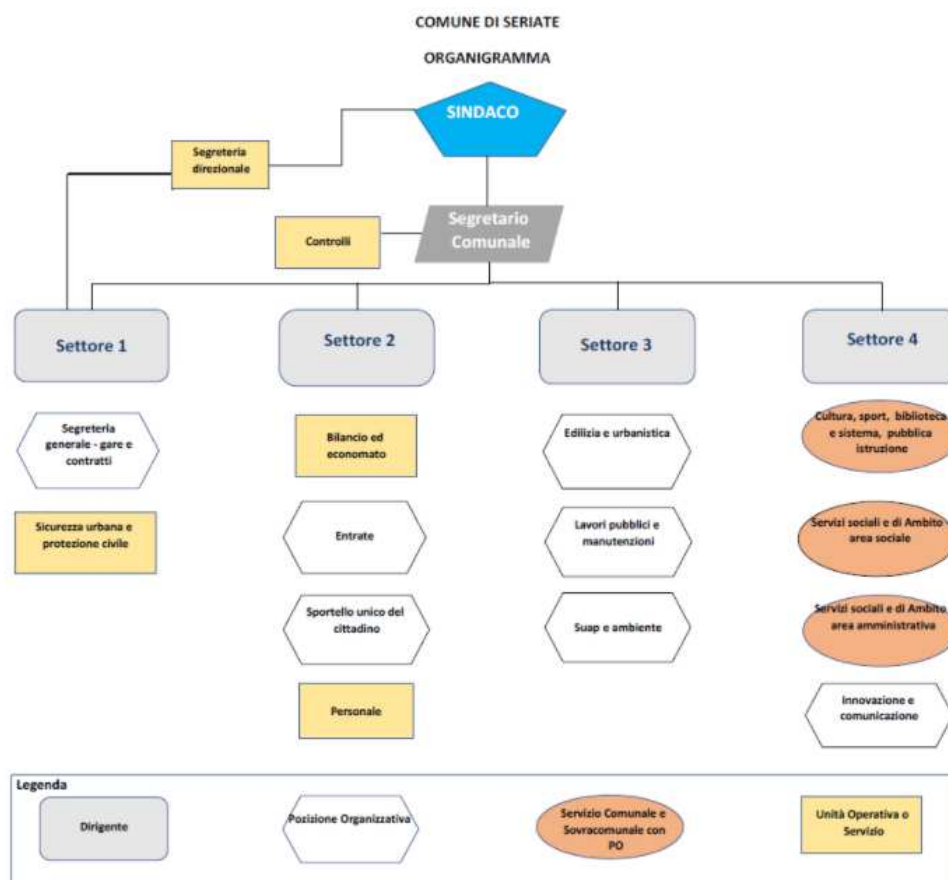 COMUNE DI SERIATE
ORGANIGRAMMA
SINDACO
Segreteria
direzionale
Segretario
Comunale
Controlli
Settore 1
Settore 2
Settore 3
Settore 4
Segreteria
generale - gare e
contratti
Bilancio ed
economato
Edilizia e urbanistica
Cultura, sport, biblioteca
e sistema, pubblica
istruzione
Sicurezza urbana e
protezione civile
Entrate
Lavori pubblici e
manutenzioni
Servizi sociali e di Ambito -
area sociale
Sportello unico del
cittadino
Suap e ambiente
Servizi sociali e di Ambito
area amministrativa
Personale
Innovazione e
comunicazione
Legenda
Dirigente
Pozizione Organizzativa
Servizio Comunale e
Sovracomunale con
PO
Unità Operativa o
Servizio